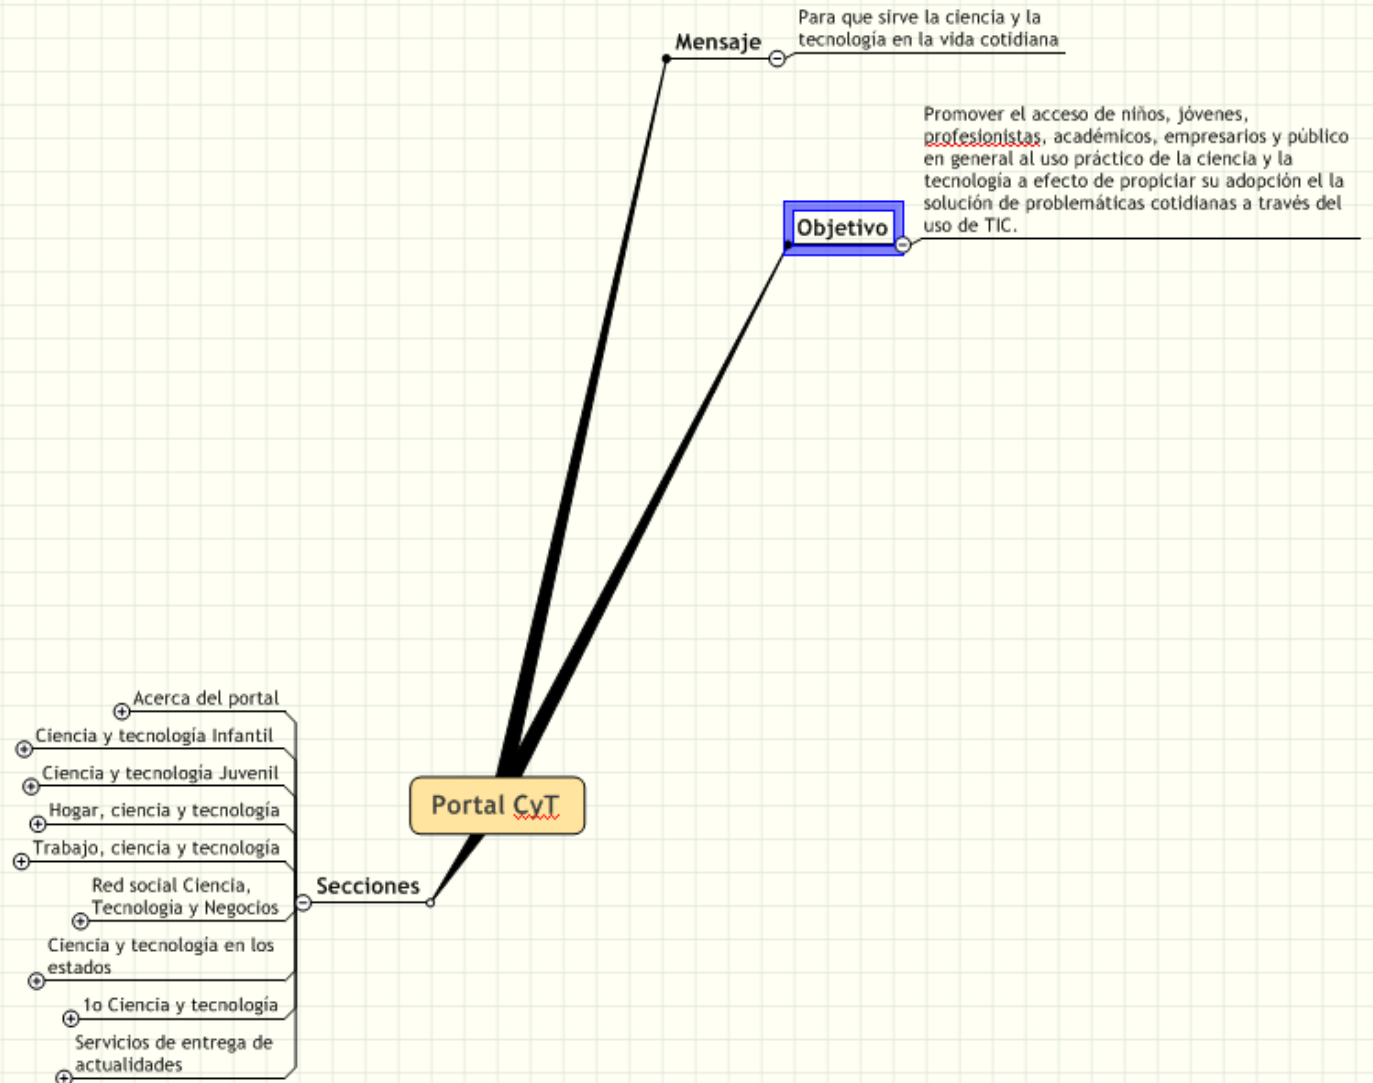 Mensaje
Para que sirve la ciencia y la
tecnología en la vida cotidiana
Objetivo
Promover el acceso de niños, jóvenes,
profesionistas, académicos, empresarios y público
en general al uso práctico de la ciencia y la
tecnología a efecto de propiciar su adopción el la
solución de problemáticas cotidianas a través del
uso de TIC.
Portal CyT
Secciones
Acerca del portal
Ciencia y tecnología Infantil
Ciencia y tecnología Juvenil
Hogar, ciencia y tecnología
Trabajo, ciencia y tecnología
Red social Ciencia,
Tecnología y Negocios
Ciencia y tecnología en los
estados
1o Ciencia y tecnología
Servicios de entrega de
actualidades